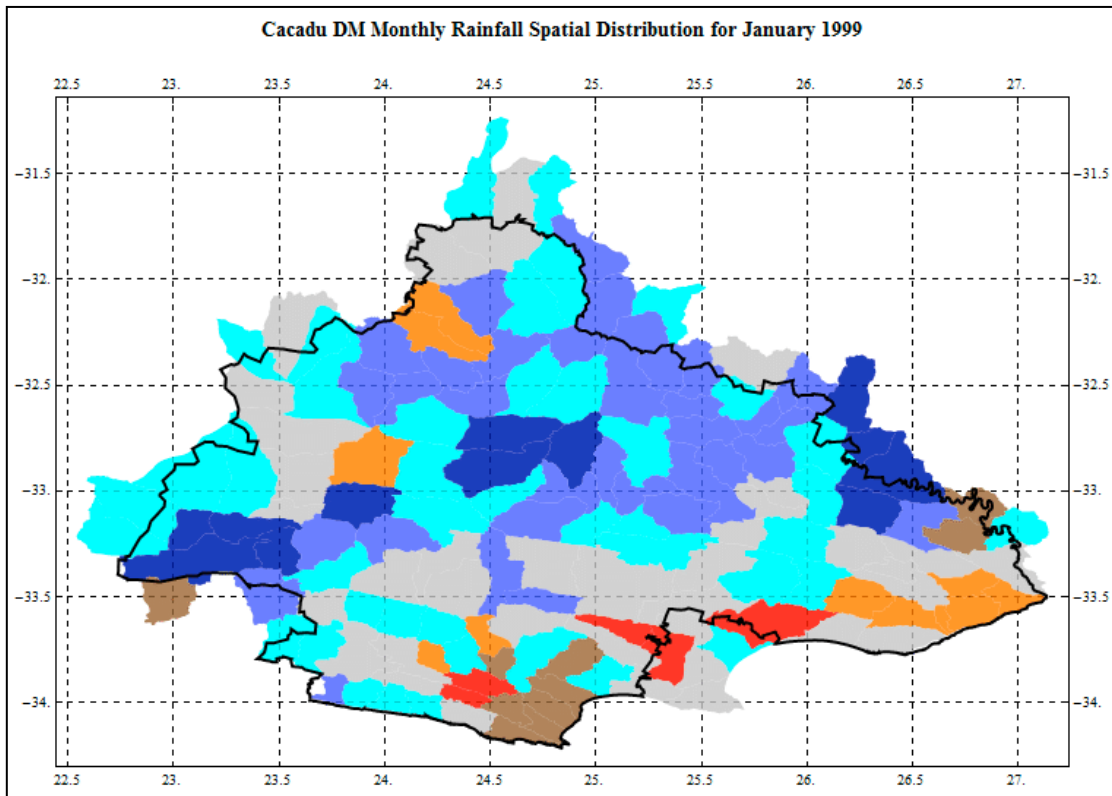 Cacadu DM Monthly Rainfall Spatial Distribution for January 1999
22.5 23. 23.5 24. 24.5 25. 25.5 26. 26.5 27.
-31.5 -31.5
-32. -32.
-32.5 -32.5
-33. -33.
-33.5 -33.5
-34. -34.
22.5 23. 23.5 24. 24.5 25. 25.5 26. 26.5 27.